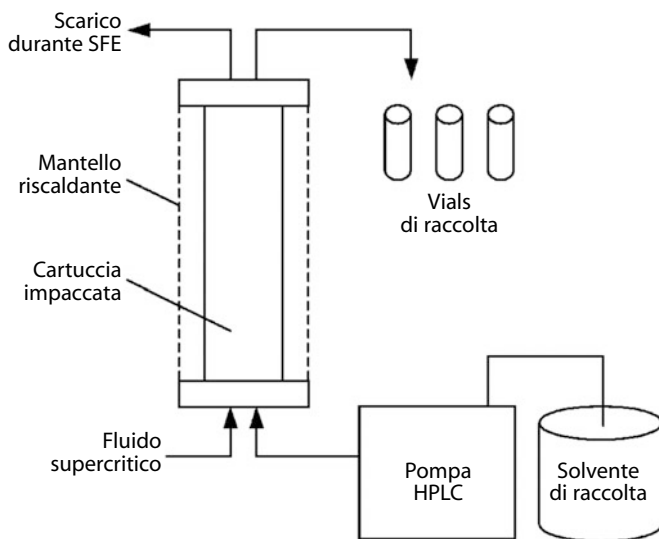 Scarico
durante SFE
Mantello
riscaldante
Vials
di raccolta
Cartuccia
impaccata
Fluido
supercritico
Pompa
HPLC
Solvente
di raccolta